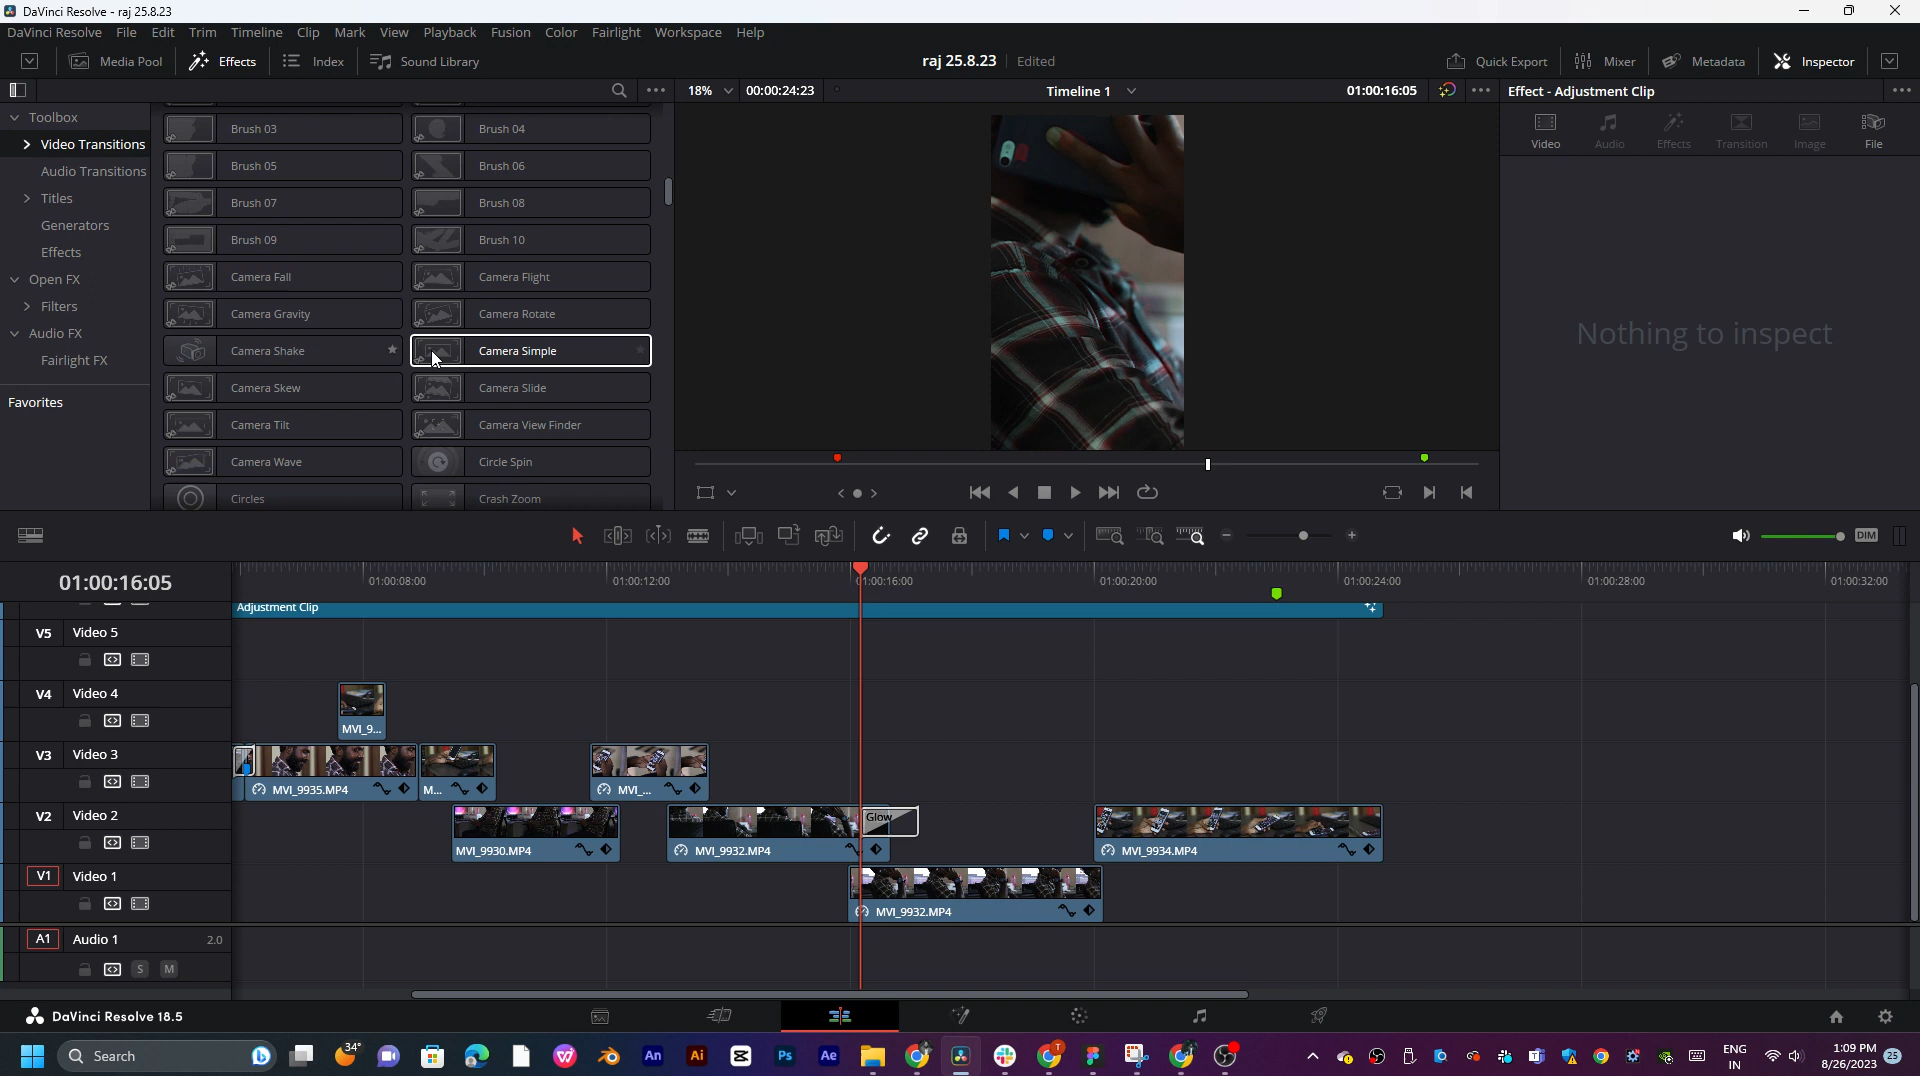 DaVinci Resolve - raj 25.8.23
DaVinci Resolve File Edit Trim Timeline Clip Mark View Playback Fusion Color Fairlight Workspace Help
Media Pool Effects Index Sound Library raj 25.8.23 Edited Quick Export Mixer Metadata Inspector
18% 00:00:24:23 Timeline 1 01:00:16:05 Effect - Adjustment Clip
Toolbox
Video Transitions
Audio Transitions
Titles
Generators
Effects
Open FX
Filters
Audio FX
Fairlight FX
Favorites
Brush 03 Brush 04
Brush 05 Brush 06
Brush 07 Brush 08
Brush 09 Brush 10
Camera Fall Camera Flight
Camera Gravity Camera Rotate
Camera Shake Camera Simple
Camera Skew Camera Slide
Camera Tilt Camera View Finder
Camera Wave Circle Spin
Circles Crash Zoom
Video Audio Effects Transition Image File
Nothing to inspect
DIM
01:00:16:05
01:00:08:00 01:00:12:00 01:00:16:00 01:00:20:00 01:00:24:00 01:00:28:00 01:00:32:00
Adjustment Clip
V5 Video 5
V4 Video 4
MVI_9...
V3 Video 3
MVI_9935.MP4 M... MVI_...
V2 Video 2
Glow
MVI_9930.MP4 MVI_9932.MP4 MVI_9934.MP4
V1 Video 1
MVI_9932.MP4
A1 Audio 1 2.0
S M
DaVinci Resolve 18.5
Search
34°
An Ai Ps Ae
T
ENG
IN
1:09 PM
8/26/2023
25